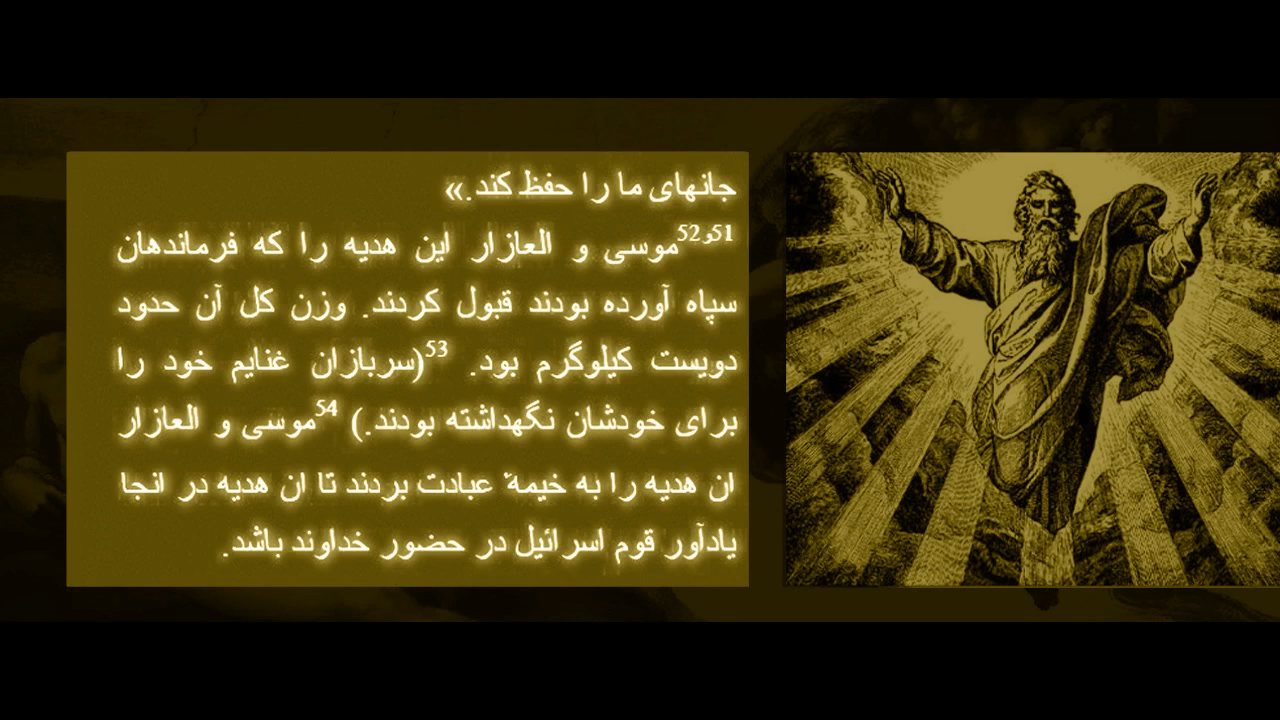 جانهای ما را حفظ کند.»
51و52موسی و العازار این هدیه را که فرماندهان
سپاه آورده بودند قبول کردند. وزن کل آن حدود
دویست کیلوگرم بود. 53(سربازان غنایم خود را
برای خودشان نگهداشته بودند.) 54موسی و العازار
ان هدیه را به خیمهٔ عبادت بردند تا ان هدیه در انجا
یادآور قوم اسرائیل در حضور خداوند باشد.